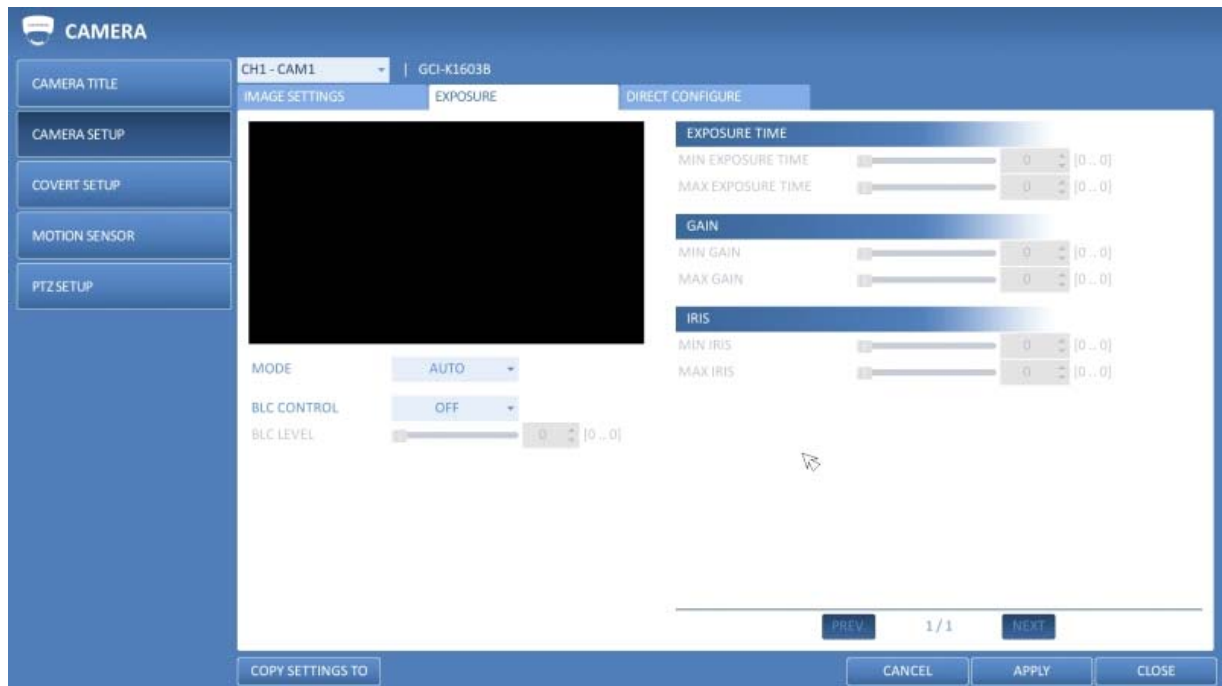 CAMERA
CAMERA TITLE
CAMERA SETUP
COVERT SETUP
MOTION SENSOR
PTZ SETUP
CH1 - CAM1 | GCI-K1603B
IMAGE SETTINGS EXPOSURE DIRECT CONFIGURE
MODE AUTO
BLC CONTROL OFF
BLC LEVEL 0 [0 .. 0]
EXPOSURE TIME
MIN EXPOSURE TIME 0 [0 .. 0]
MAX EXPOSURE TIME 0 [0 .. 0]
GAIN
MIN GAIN 0 [0 .. 0]
MAX GAIN 0 [0 .. 0]
IRIS
MIN IRIS 0 [0 .. 0]
MAX IRIS 0 [0 .. 0]
PREV. 1 / 1 NEXT
COPY SETTINGS TO CANCEL APPLY CLOSE